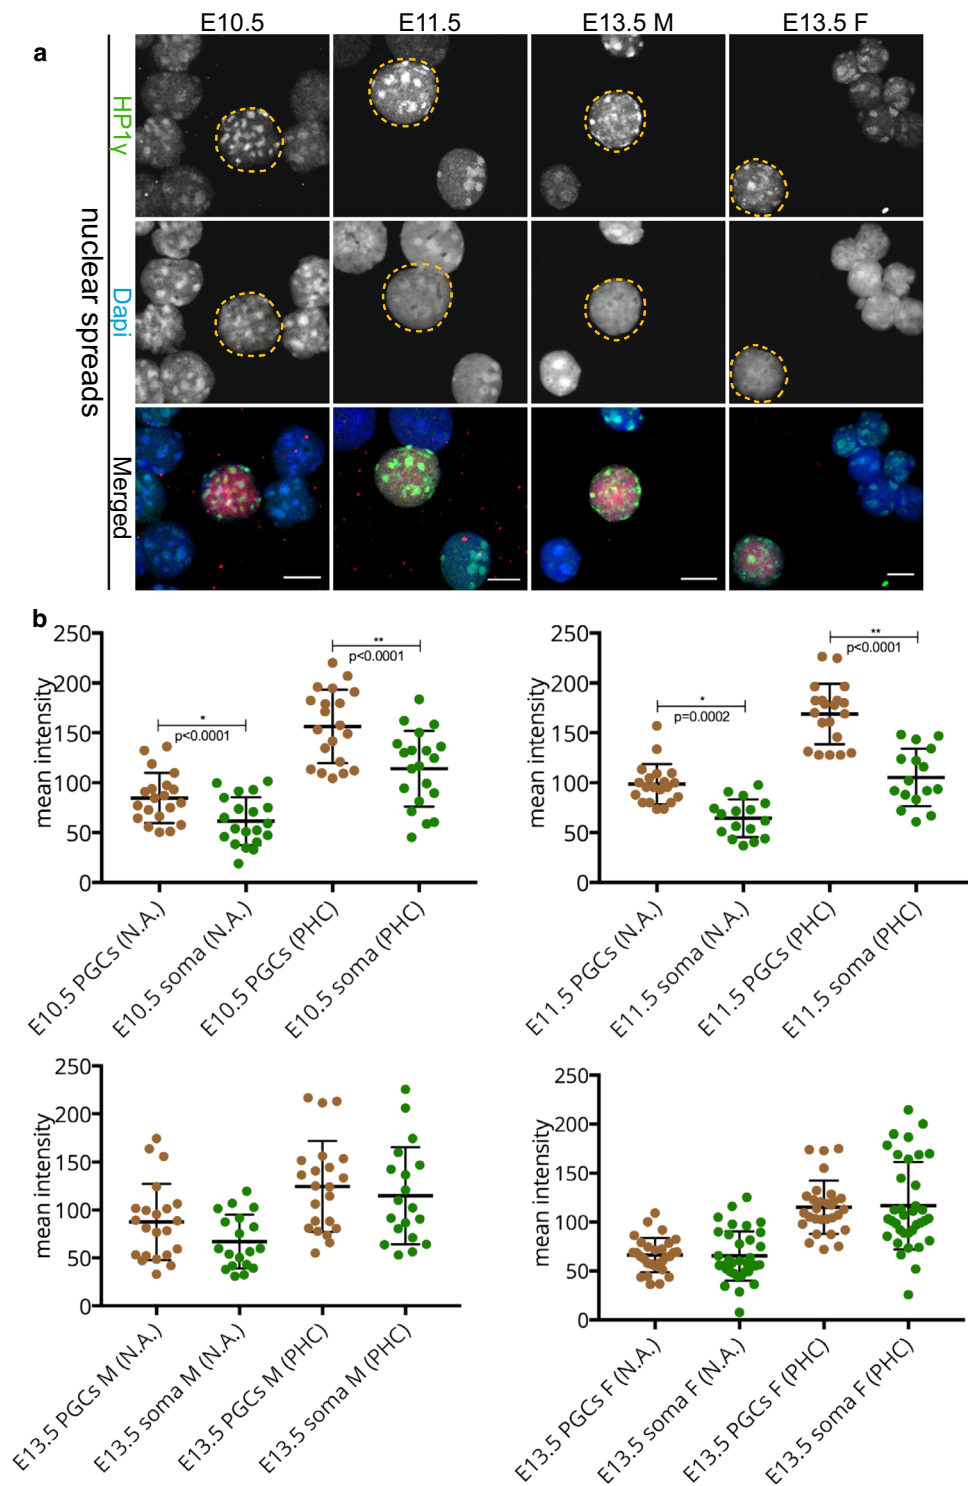 E10.5
E11.5
E13.5 M
E13.5 F
a
HP1γ
Dapi
Merged
nuclear spreads
b
250
200
150
100
50
0
mean intensity
*
p<0.0001
**
p<0.0001
E10.5 PGCs (N.A.)
E10.5 soma (N.A.)
E10.5 PGCs (PHC)
E10.5 soma (PHC)
250
200
150
100
50
0
mean intensity
*
p=0.0002
**
p<0.0001
E11.5 PGCs (N.A.)
E11.5 soma (N.A.)
E11.5 PGCs (PHC)
E11.5 soma (PHC)
250
200
150
100
50
0
mean intensity
E13.5 PGCs M (N.A.)
E13.5 soma M (N.A.)
E13.5 PGCs M (PHC)
E13.5 soma M (PHC)
250
200
150
100
50
0
mean intensity
E13.5 PGCs F (N.A.)
E13.5 soma F (N.A.)
E13.5 PGCs F (PHC)
E13.5 soma F (PHC)